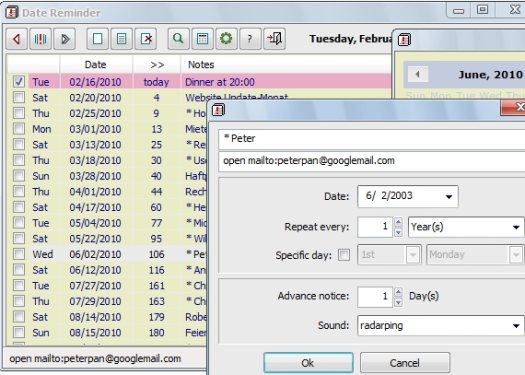 Date Reminder
Tuesday, Februa
Date >> Notes
Tue 02/16/2010 today Dinner at 20:00
Sat 02/20/2010 4 Website Update-Monat
Thu 02/25/2010 9 * Ho
Mon 03/01/2010 13 Miete
Sat 03/13/2010 25 * Re
Thu 03/18/2010 30 * Us
Sun 03/28/2010 40 Haftp
Thu 04/01/2010 44 Rech
Sat 04/17/2010 60 * He
Tue 05/04/2010 77 * Mic
Sat 05/22/2010 95 * Wil
Wed 06/02/2010 106 * Pet
Sat 06/12/2010 116 * An
Tue 07/27/2010 161 * Ch
Thu 07/29/2010 163 * Ch
Sat 08/14/2010 179 Robe
Sun 08/15/2010 180 Feier
open mailto:peterpan@googlemail.com
June, 2010
Sun Mon Tue Wed Thu
* Peter
open mailto:peterpan@googlemail.com
Date: 6/ 2/2003
Repeat every: 1 Year(s)
Specific day: 1st Monday
Advance notice: 1 Day(s)
Sound: radarping
Ok Cancel